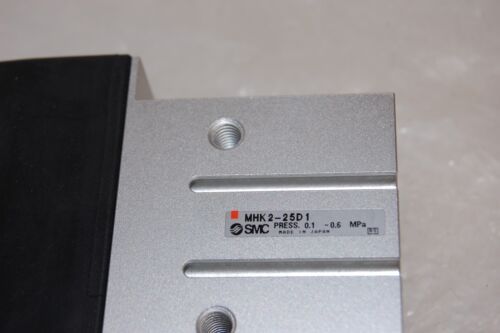 MHK2-25D1
SMC PRESS. 0.1 -0.6 MPa
MADE IN JAPAN